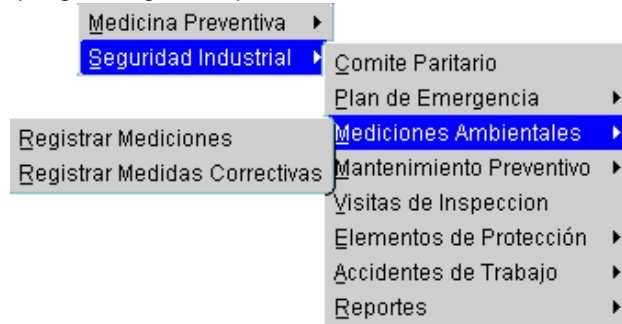 Medicina Preventiva
Seguridad Industrial
Comite Paritario
Plan de Emergencia
Mediciones Ambientales
Registrar Mediciones
Registrar Medidas Correctivas
Mantenimiento Preventivo
Visitas de Inspeccion
Elementos de Protección
Accidentes de Trabajo
Reportes